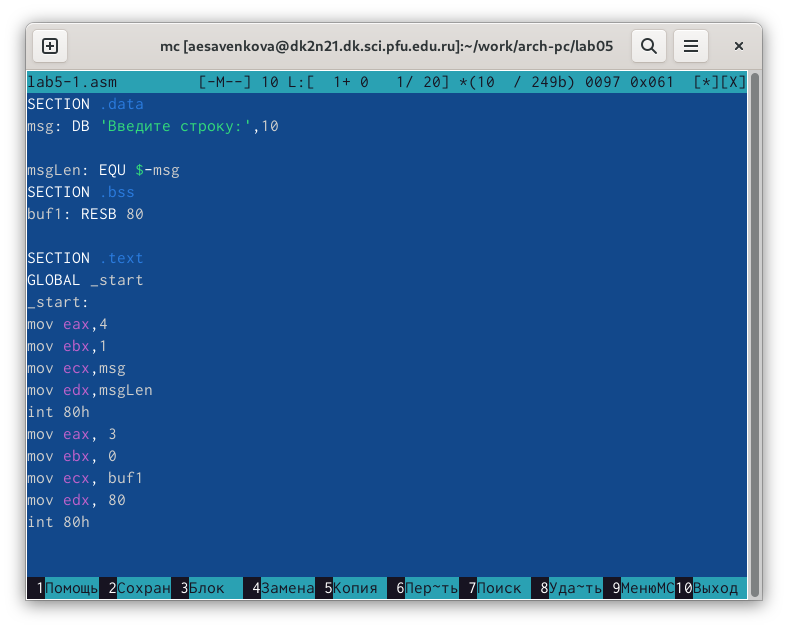 mc [aesavenkova@dk2n21.dk.sci.pfu.edu.ru]:~/work/arch-pc/lab05
lab5-1.asm [-M--] 10 L:[ 1+ 0 1/ 20] *(10 / 249b) 0097 0x061 [*][X]
SECTION .data
msg: DB 'Введите строку:',10
msgLen: EQU $-msg
SECTION .bss
buf1: RESB 80
SECTION .text
GLOBAL _start
_start:
mov eax,4
mov ebx,1
mov ecx,msg
mov edx,msgLen
int 80h
mov eax, 3
mov ebx, 0
mov ecx, buf1
mov edx, 80
int 80h
1Помощь 2Сохран 3Блок 4Замена 5Копия 6Пер~ть 7Поиск 8Уда~ть 9МенюMC 10Выход